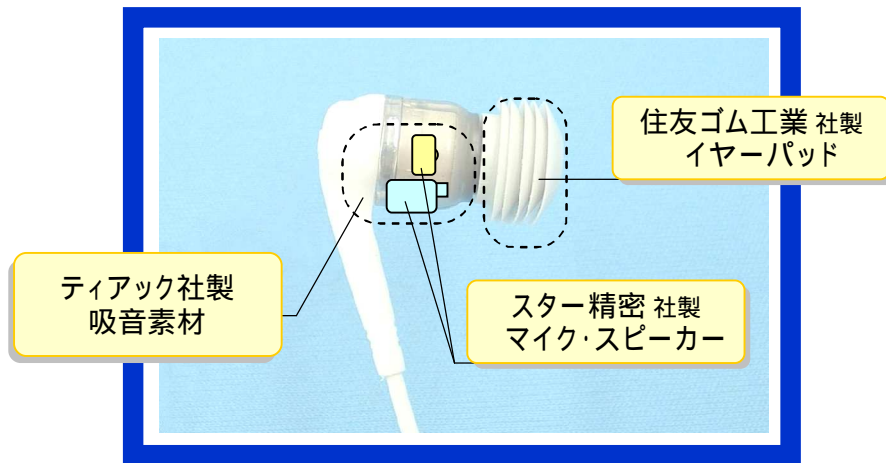 住友ゴム工業 社製
イヤーパッド
ティアック社製
吸音素材
スター精密 社製
マイク・スピーカー